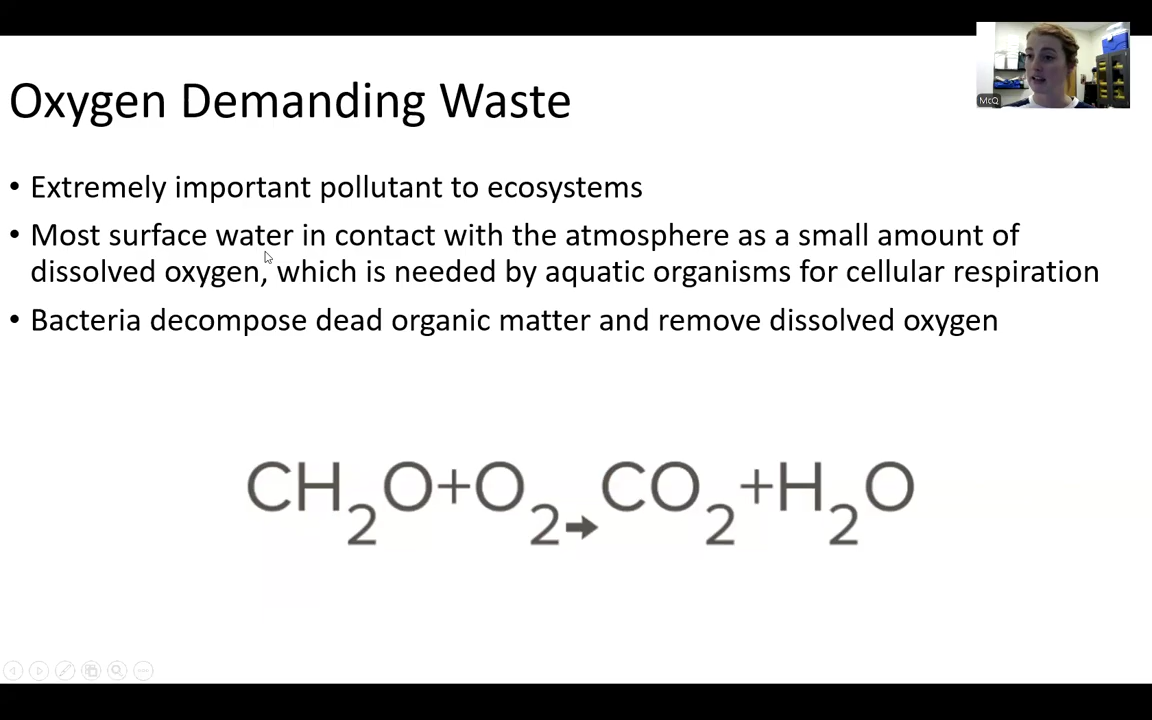 McQ
Oxygen Demanding Waste
• Extremely important pollutant to ecosystems
• Most surface water in contact with the atmosphere as a small amount of
dissolved oxygen, which is needed by aquatic organisms for cellular respiration
• Bacteria decompose dead organic matter and remove dissolved oxygen
CH₂O+O₂→CO₂+H₂O